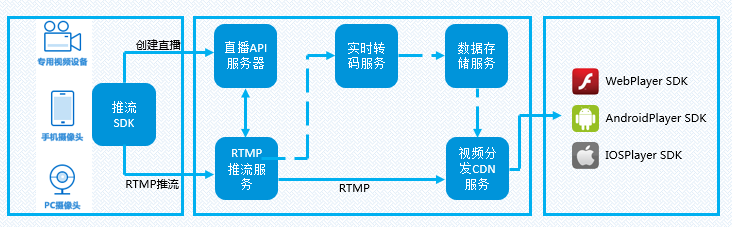 专用视频设备
手机摄像头
PC摄像头
推流
SDK
创建直播
RTMP推流
直播API
服务器
实时转
码服务
数据存
储服务
RTMP
推流服
务
RTMP
视频分
发CDN
服务
WebPlayer SDK
AndroidPlayer SDK
IOSPlayer SDK